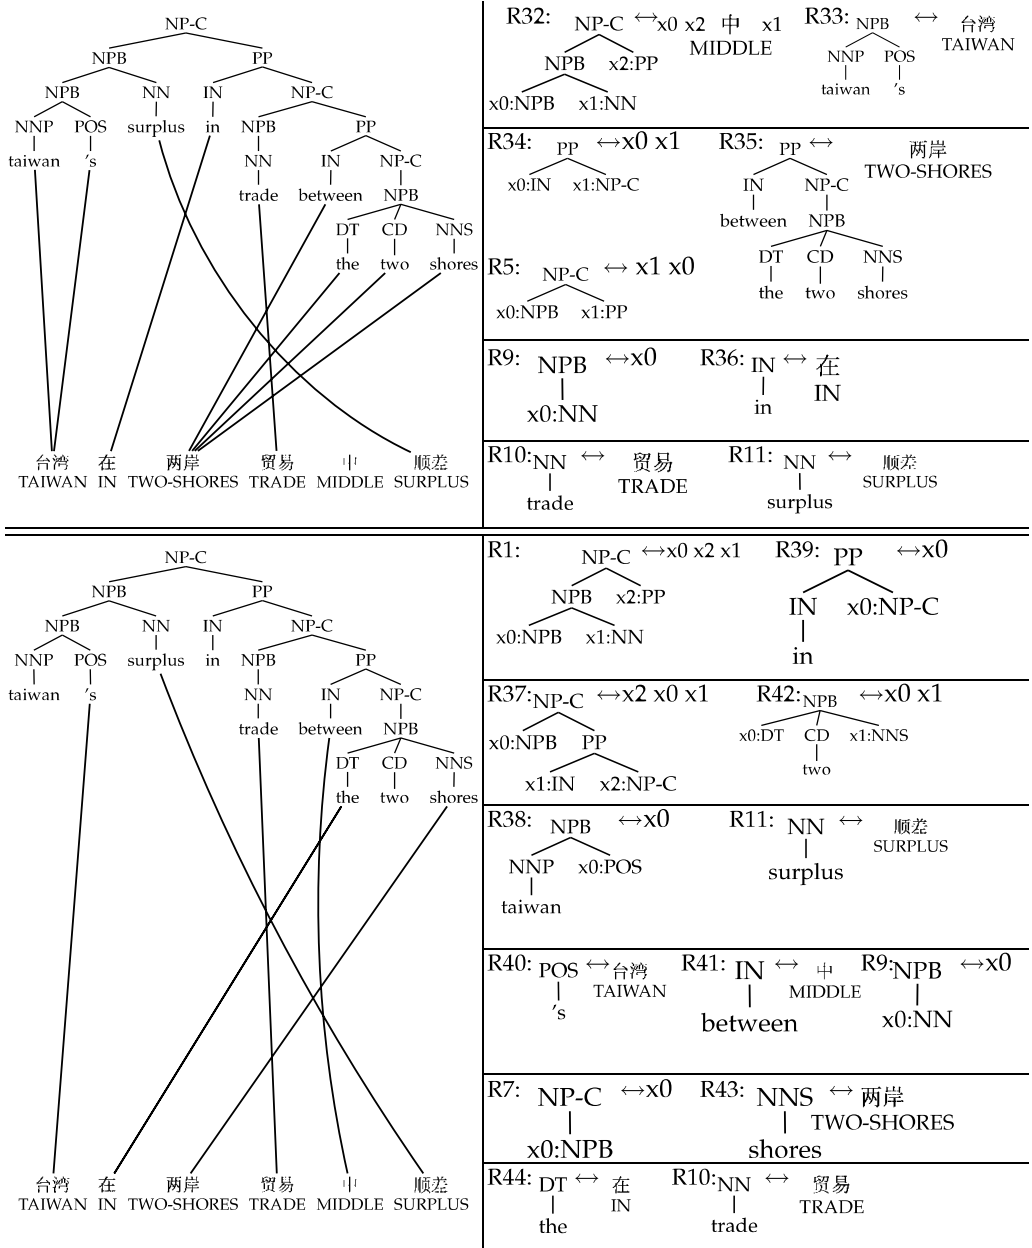 NP-C
NPB PP
NPB NN IN NP-C
NNP POS surplus in NPB PP
taiwan 's NN IN NP-C
trade between NPB
DT CD NNS
the two shores
台湾 在 两岸 贸易 中 顺差
TAIWAN IN TWO-SHORES TRADE MIDDLE SURPLUS
R32: NP-C ↔x0 x2 中 x1
MIDDLE
NPB x2:PP
x0:NPB x1:NN
R33: NPB ↔ 台湾
TAIWAN
NNP POS
taiwan 's
R34: PP ↔x0 x1
x0:IN x1:NP-C
R35: PP ↔ 两岸
TWO-SHORES
IN NP-C
between NPB
DT CD NNS
the two shores
R5: NP-C ↔ x1 x0
x0:NPB x1:PP
R9: NPB ↔x0
x0:NN
R36: IN ↔ 在
IN
in
R10: NN ↔ 贸易
TRADE
trade
R11: NN ↔ 顺差
SURPLUS
surplus
NP-C
NPB PP
NPB NN IN NP-C
NNP POS surplus in NPB PP
taiwan 's NN IN NP-C
trade between NPB
DT CD NNS
the two shores
台湾 在 两岸 贸易 中 顺差
TAIWAN IN TWO-SHORES TRADE MIDDLE SURPLUS
R1: NP-C ↔x0 x2 x1
NPB x2:PP
x0:NPB x1:NN
R39: PP ↔x0
IN x0:NP-C
in
R37: NP-C ↔x2 x0 x1
x0:NPB PP
x1:IN x2:NP-C
R42: NPB ↔x0 x1
x0:DT CD x1:NNS
two
R38: NPB ↔x0
NNP x0:POS
taiwan
R11: NN ↔ 顺差
SURPLUS
surplus
R40: POS ↔台湾
TAIWAN
's
R41: IN ↔ 中
MIDDLE
between
R9: NPB ↔x0
x0:NN
R7: NP-C ↔x0
x0:NPB
R43: NNS ↔ 两岸
TWO-SHORES
shores
R44: DT ↔ 在
IN
the
R10: NN ↔ 贸易
TRADE
trade